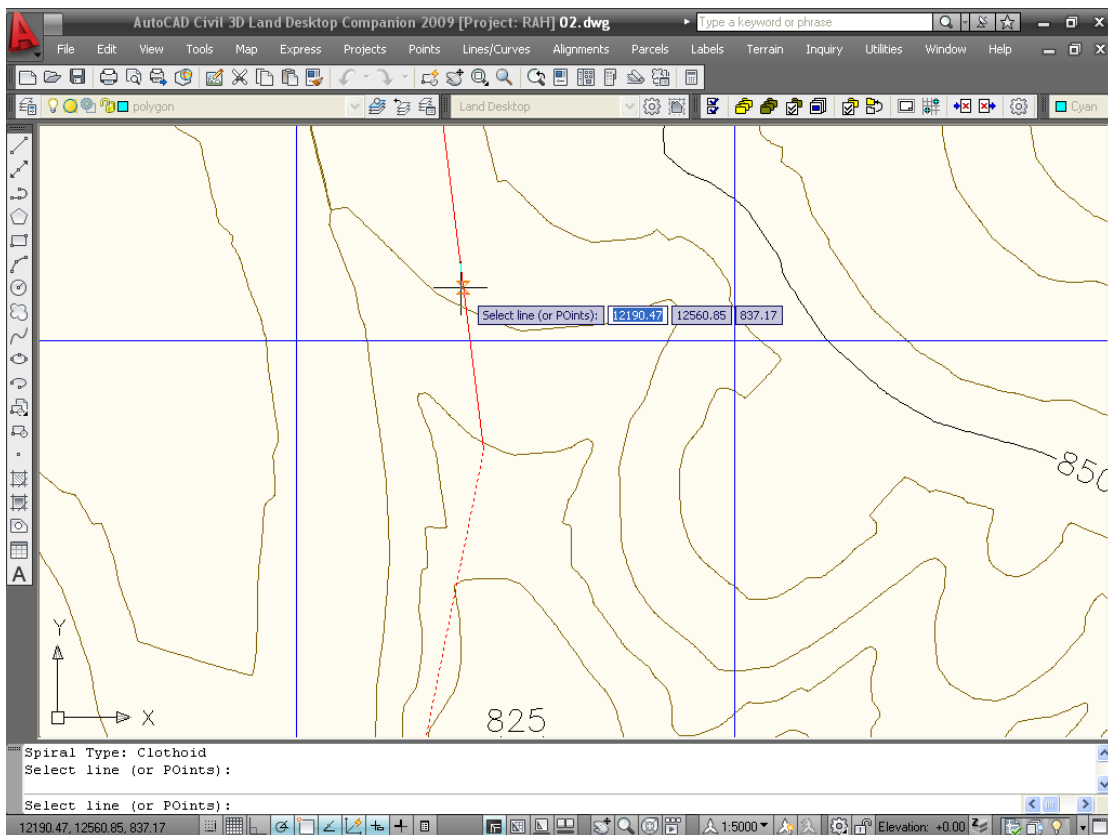 AutoCAD Civil 3D Land Desktop Companion 2009 [Project: RAH] 02.dwg
Type a keyword or phrase
File Edit View Tools Map Express Projects Points Lines/Curves Alignments Parcels Labels Terrain Inquiry Utilities Window Help
polygon Land Desktop Cyan
Select line (or POints): 12190.47 12560.85 837.17
850
A
Y
X
825
Spiral Type: Clothoid
Select line (or POints):
Select line (or POints):
12190.47, 12560.85, 837.17 1:5000 Elevation: +0.00